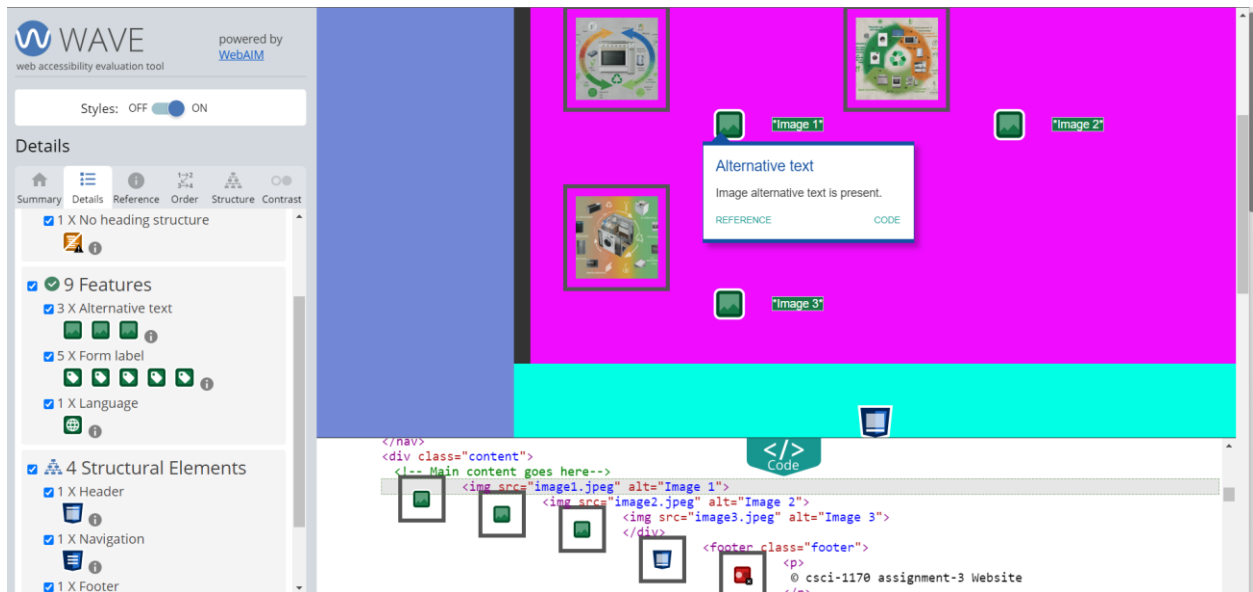 WAVE
powered by
WebAIM
web accessibility evaluation tool
Styles: OFF ON
Details
Summary Details Reference Order Structure Contrast
1 X No heading structure
9 Features
3 X Alternative text
5 X Form label
1 X Language
4 Structural Elements
1 X Header
1 X Navigation
1 X Footer
*Image 1*
*Image 2*
Alternative text
Image alternative text is present.
REFERENCE CODE
*Image 3*
</>
Code
</nav>
<div class="content">
<!-- Main content goes here-->
<img src="image1.jpeg" alt="Image 1">
<img src="image2.jpeg" alt="Image 2">
<img src="image3.jpeg" alt="Image 3">
</div>
<footer class="footer">
<p>
© csci-1170 assignment-3 Website
</p>